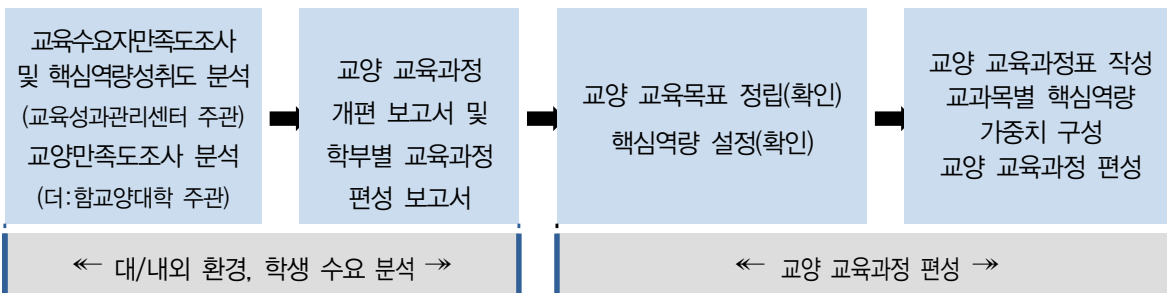 교육수요자만족도조사
및 핵심역량성취도 분석
(교육성과관리센터 주관)
교양만족도조사 분석
(더:함교양대학 주관)
교양 교육과정
개편 보고서 및
학부별 교육과정
편성 보고서
교양 교육목표 정립(확인)
핵심역량 설정(확인)
교양 교육과정표 작성
교과목별 핵심역량
가중치 구성
교양 교육과정 편성
↞ 대/내외 환경, 학생 수요 분석 ↠
↞ 교양 교육과정 편성 ↠